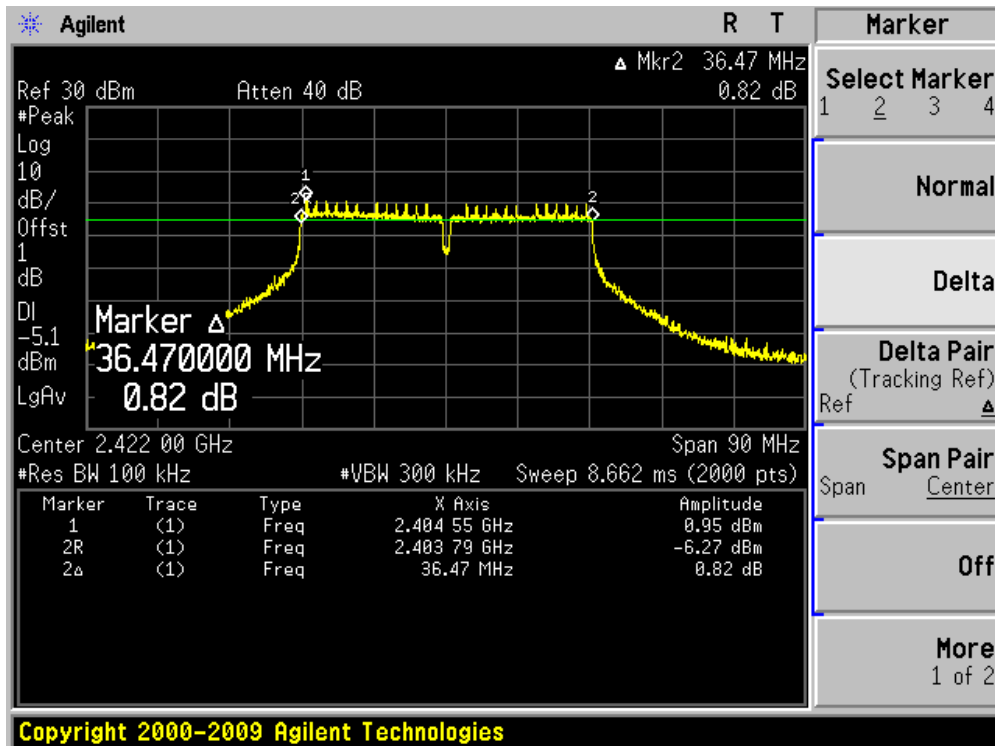 Agilent R T
Marker
Δ Mkr2 36.47 MHz
Ref 30 dBm Atten 40 dB 0.82 dB
#Peak
Log
10
dB/
Offst
1
dB
DI
-5.1
dBm
LgAv
1
2R
2
Marker Δ
36.470000 MHz
0.82 dB
Center 2.422 00 GHz Span 90 MHz
#Res BW 100 kHz #VBW 300 kHz Sweep 8.662 ms (2000 pts)
Marker Trace Type X Axis Amplitude
1 (1) Freq 2.404 55 GHz 0.95 dBm
2R (1) Freq 2.403 79 GHz -6.27 dBm
2Δ (1) Freq 36.47 MHz 0.82 dB
Select Marker
1 2 3 4
Normal
Delta
Delta Pair
(Tracking Ref)
Ref Δ
Span Pair
Span Center
Off
More
1 of 2
Copyright 2000-2009 Agilent Technologies